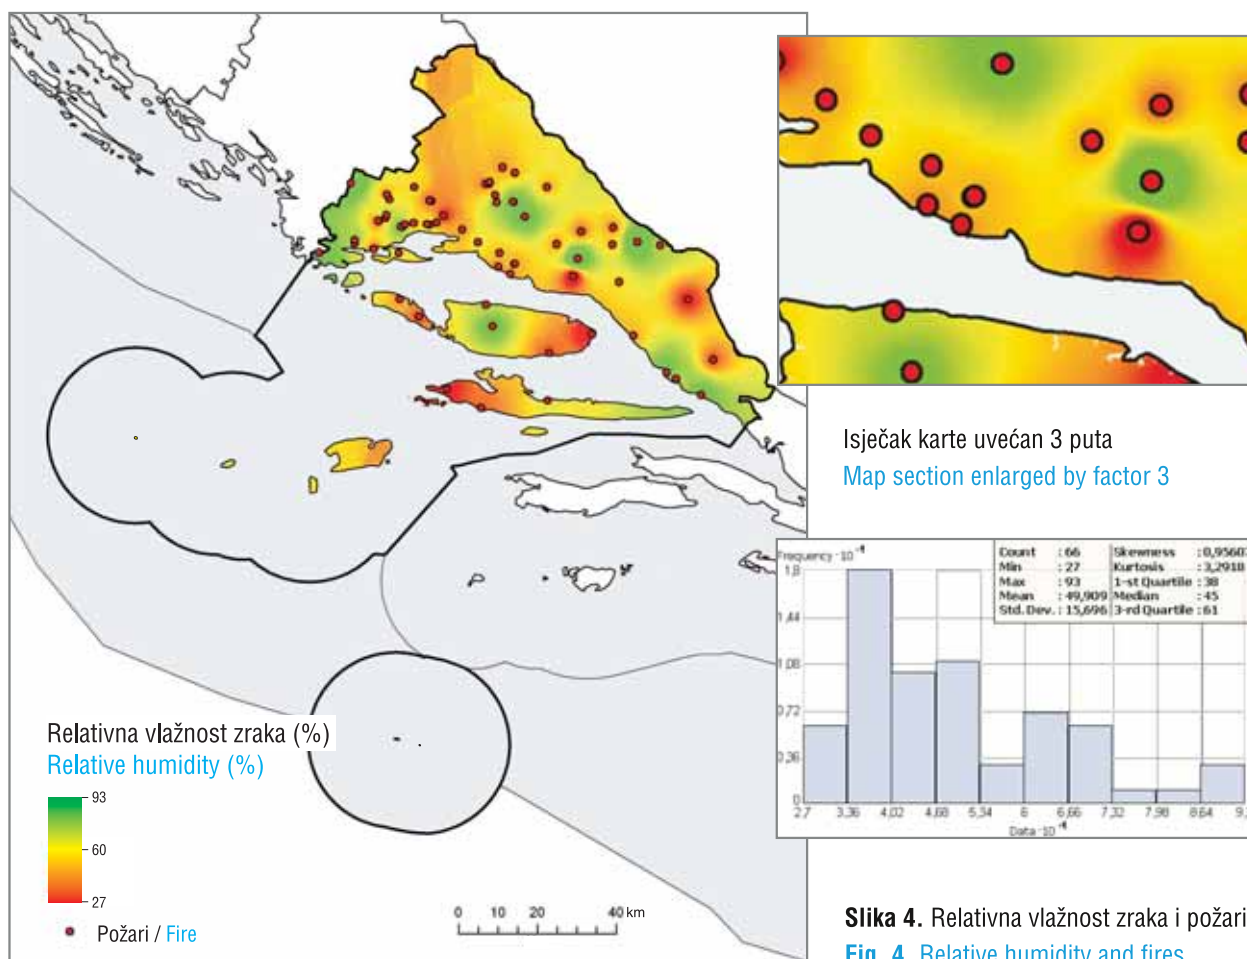 Relativna vlažnost zraka (%)
Relative humidity (%)
93
60
27
Požari / Fire
0 10 20 40 km
Isječak karte uvećan 3 puta
Map section enlarged by factor 3
Frequency ·10⁻¹
Count : 66 Skewness : 0,9560
Min : 27 Kurtosis : 3,2918
Max : 93 1-st Quartile : 38
Mean : 49,909 Median : 45
Std. Dev. : 15,696 3-rd Quartile : 61
1,8
1,44
1,08
0,72
0,36
0
2,7 3,36 4,02 4,68 5,34 6 6,66 7,32 7,98 8,64 9,
Data ·10⁻¹
Slika 4. Relativna vlažnost zraka i požari
Fig. 4. Relative humidity and fires